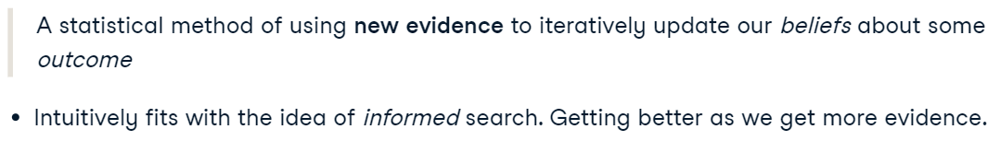 A statistical method of using new evidence to iteratively update our beliefs about some
outcome
• Intuitively fits with the idea of informed search. Getting better as we get more evidence.